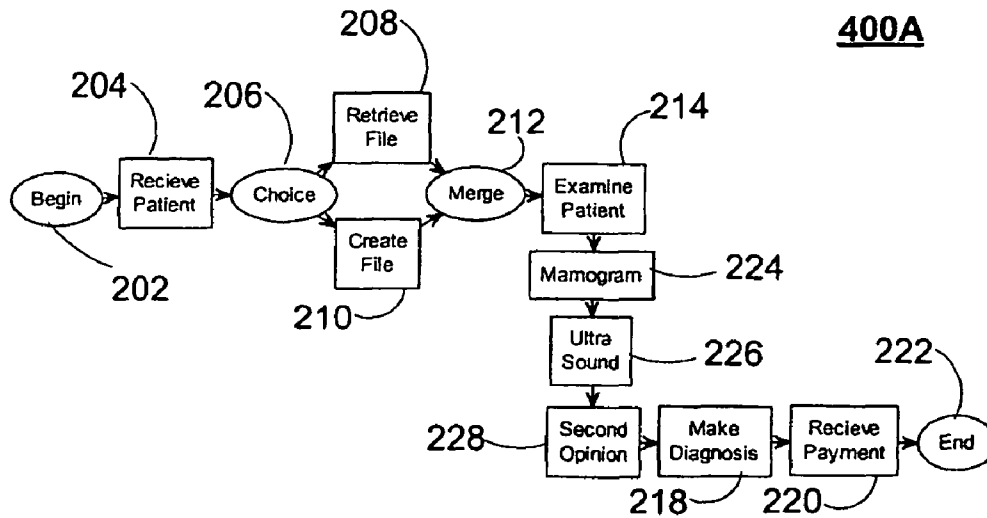 400A
208
204
206
Retrieve
File
212
214
Begin
Recieve
Patient
Choice
Merge
Examine
Patient
Create
File
202
210
Mamogram
224
Ultra
Sound
226
222
228
Second
Opinion
Make
Diagnosis
Recieve
Payment
End
218
220